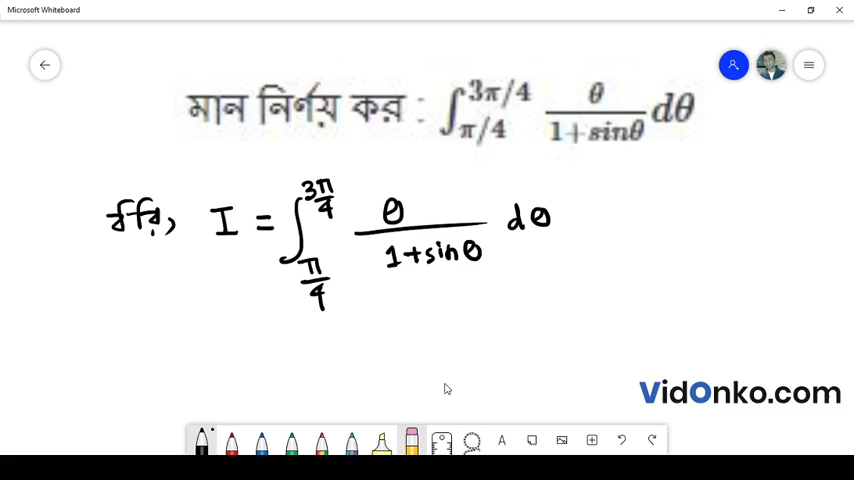 Microsoft Whiteboard
মান নির্ণয় কর : ∫_{π/4}^{3π/4} θ/(1+sinθ) dθ
ধরি, I = ∫_{π/4}^{3π/4} θ/(1+sinθ) dθ
VidOnko.com
A